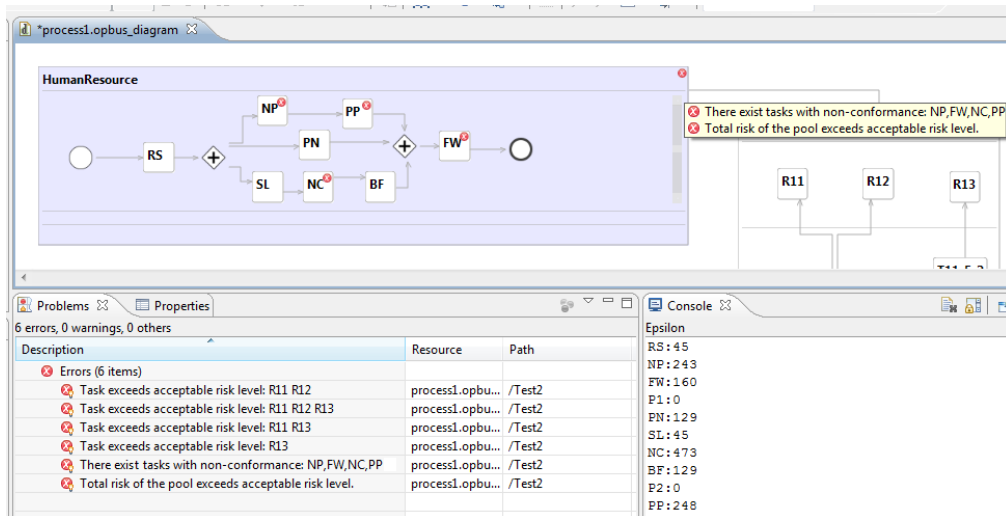 *process1.opbus_diagram
HumanResource
NP
PP
There exist tasks with non-conformance: NP,FW,NC,PP
Total risk of the pool exceeds acceptable risk level.
RS
PN
FW
SL
NC
BF
R11
R12
R13
T11-5-2
Problems
Properties
Console
6 errors, 0 warnings, 0 others
Epsilon
Description
Resource
Path
Errors (6 items)
Task exceeds acceptable risk level: R11 R12
process1.opbu...
/Test2
Task exceeds acceptable risk level: R11 R12 R13
process1.opbu...
/Test2
Task exceeds acceptable risk level: R11 R13
process1.opbu...
/Test2
Task exceeds acceptable risk level: R13
process1.opbu...
/Test2
There exist tasks with non-conformance: NP,FW,NC,PP
process1.opbu...
/Test2
Total risk of the pool exceeds acceptable risk level.
process1.opbu...
/Test2
RS:45
NP:243
FW:160
P1:0
PN:129
SL:45
NC:473
BF:129
P2:0
PP:248